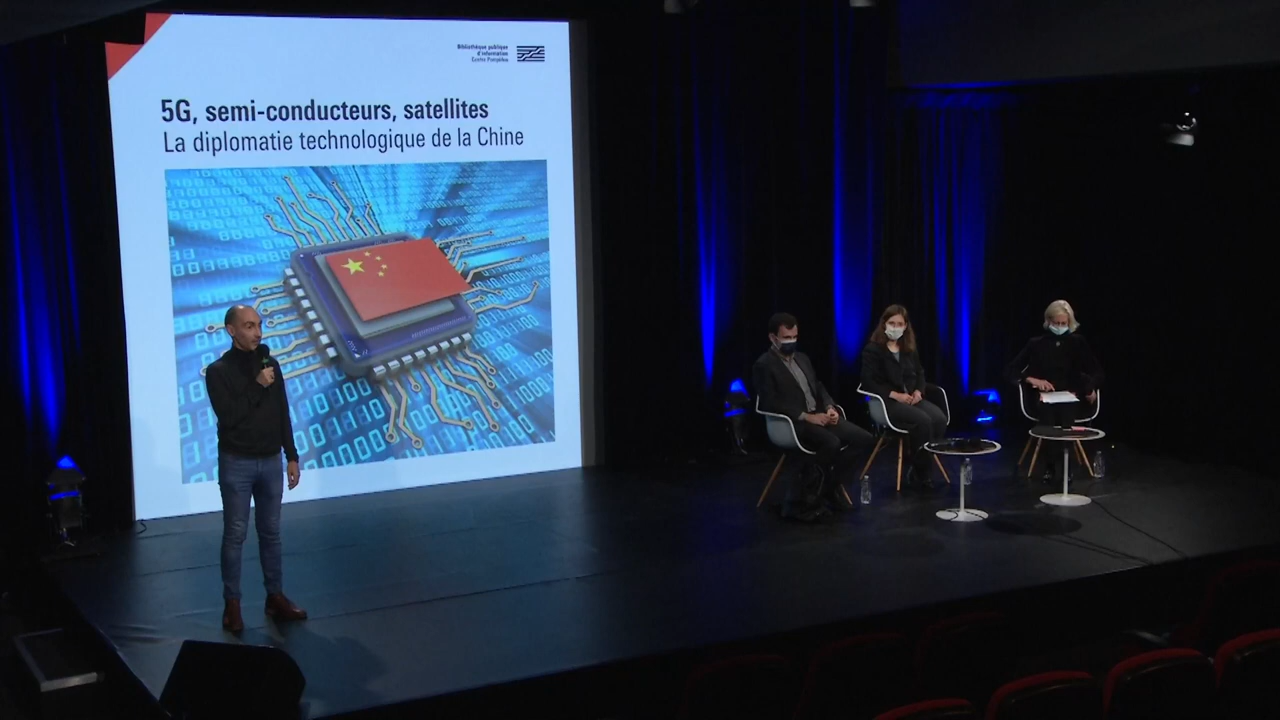 Bibliothèque publique
d'information
Centre Pompidou
5G, semi-conducteurs, satellites
La diplomatie technologique de la Chine